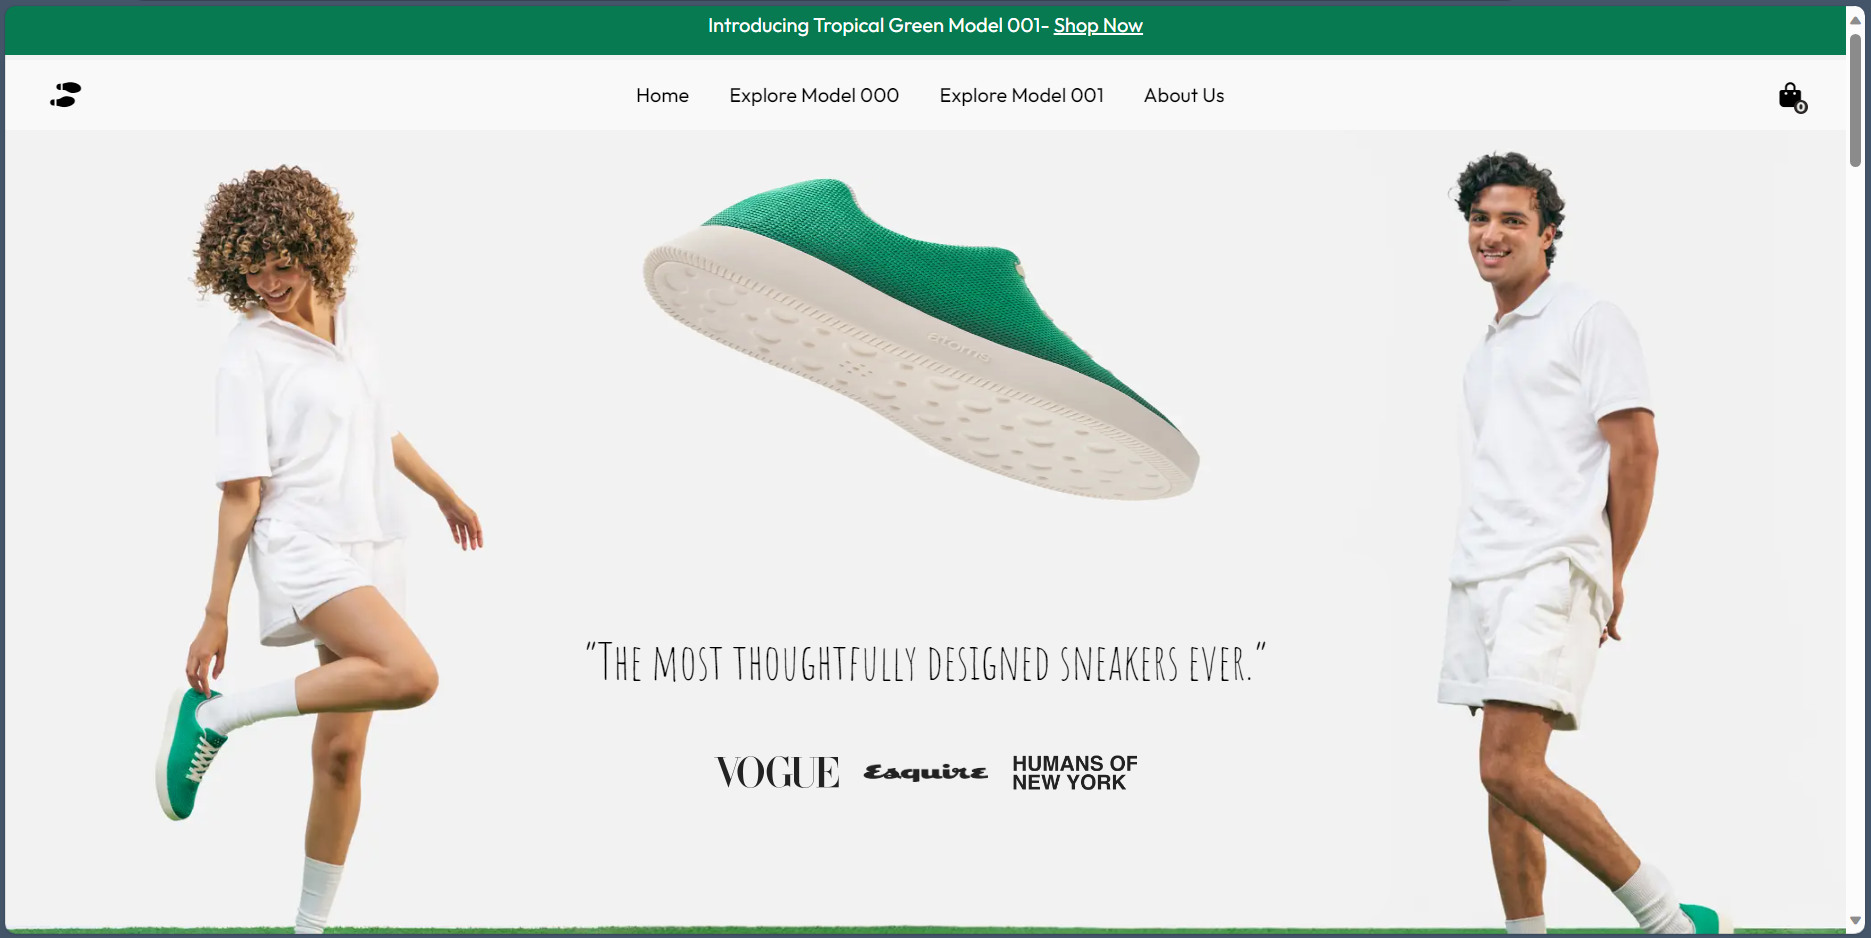 Introducing Tropical Green Model 001- Shop Now
Home
Explore Model 000
Explore Model 001
About Us
0
atoms
"The most thoughtfully designed sneakers ever."
VOGUE
Esquire
HUMANS OF
NEW YORK